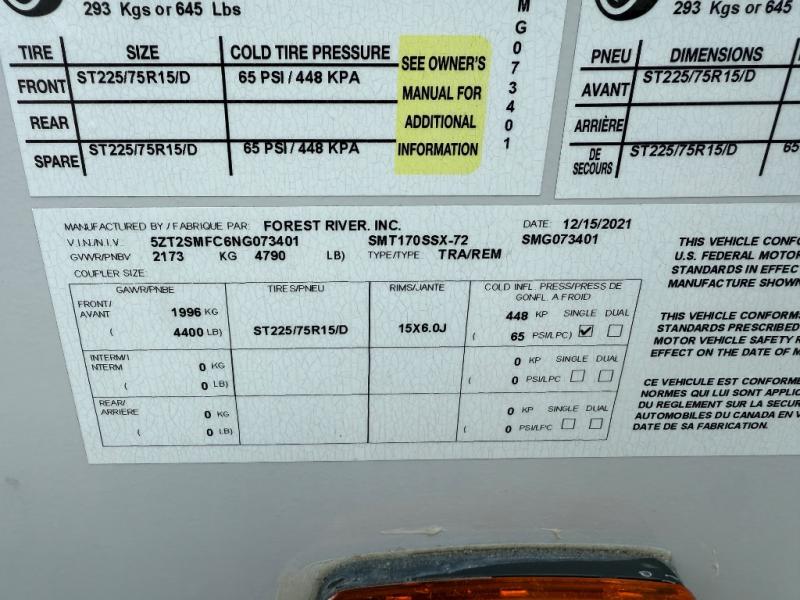 293 Kgs or 645 Lbs
TIRE SIZE COLD TIRE PRESSURE
FRONT ST225/75R15/D 65 PSI / 448 KPA
REAR
SPARE ST225/75R15/D 65 PSI / 448 KPA
SEE OWNER'S
MANUAL FOR
ADDITIONAL
INFORMATION
MG073401
293 Kgs or 645
PNEU DIMENSIONS
AVANT ST225/75R15/D
ARRIÈRE
DE SECOURS ST225/75R15/D 65
MANUFACTURED BY / FABRIQUE PAR: FOREST RIVER, INC. DATE: 12/15/2021
V.I.N./N.I.V. 5ZT2SMFC6NG073401 SMT170SSX-72 SMG073401
GVWR/PNBV 2173 KG 4790 LB) TYPE/TYPE TRA/REM
COUPLER SIZE:
GAWR/PNBE TIRES/PNEU RIMS/JANTE COLD INFL. PRESS/PRESS DE
GONFL. A FROID
FRONT/
AVANT 1996 KG 448 KP SINGLE DUAL
( 4400 LB) ST225/75R15/D 15X6.0J ( 65 PSI/LPC)
INTERM/I
NTERM 0 KG 0 KP SINGLE DUAL
( 0 LB) ( 0 PSI/LPC
REAR/
ARRIERE 0 KG 0 KP SINGLE DUAL
( 0 LB) ( 0 PSI/LPC
THIS VEHICLE CONF
U.S. FEDERAL MOTOR
STANDARDS IN EFFECT
MANUFACTURE SHOWN
THIS VEHICLE CONFORMS
STANDARDS PRESCRIBED
MOTOR VEHICLE SAFETY R
EFFECT ON THE DATE OF M
CE VEHICULE EST CONFORME
NORMES QUI LUI SONT APPLIC
DU REGLEMENT SUR LA SECUR
AUTOMOBILES DU CANADA EN V
DATE DE SA FABRICATION.